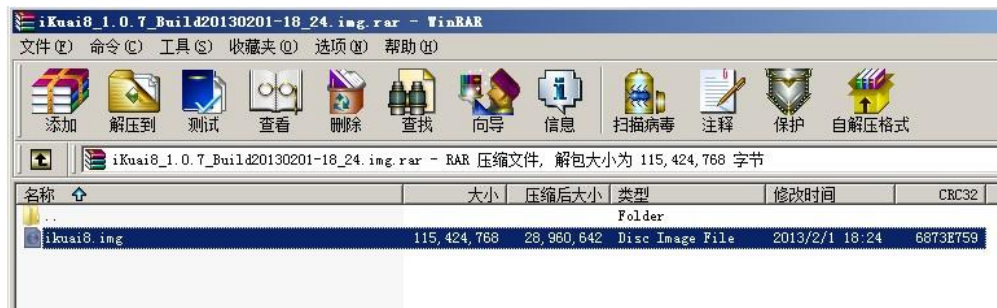 iKuai8_1.0.7_Build20130201-18_24.img.rar - WinRAR
文件(F) 命令(C) 工具(S) 收藏夹(O) 选项(N) 帮助(H)
添加 解压到 测试 查看 删除 查找 向导 信息 扫描病毒 注释 保护 自解压格式
iKuai8_1.0.7_Build20130201-18_24.img.rar - RAR 压缩文件, 解包大小为 115,424,768 字节
名称 大小 压缩后大小 类型 修改时间 CRC32
.. Folder
ikuai8.img 115,424,768 28,960,642 Disc Image File 2013/2/1 18:24 6873E759